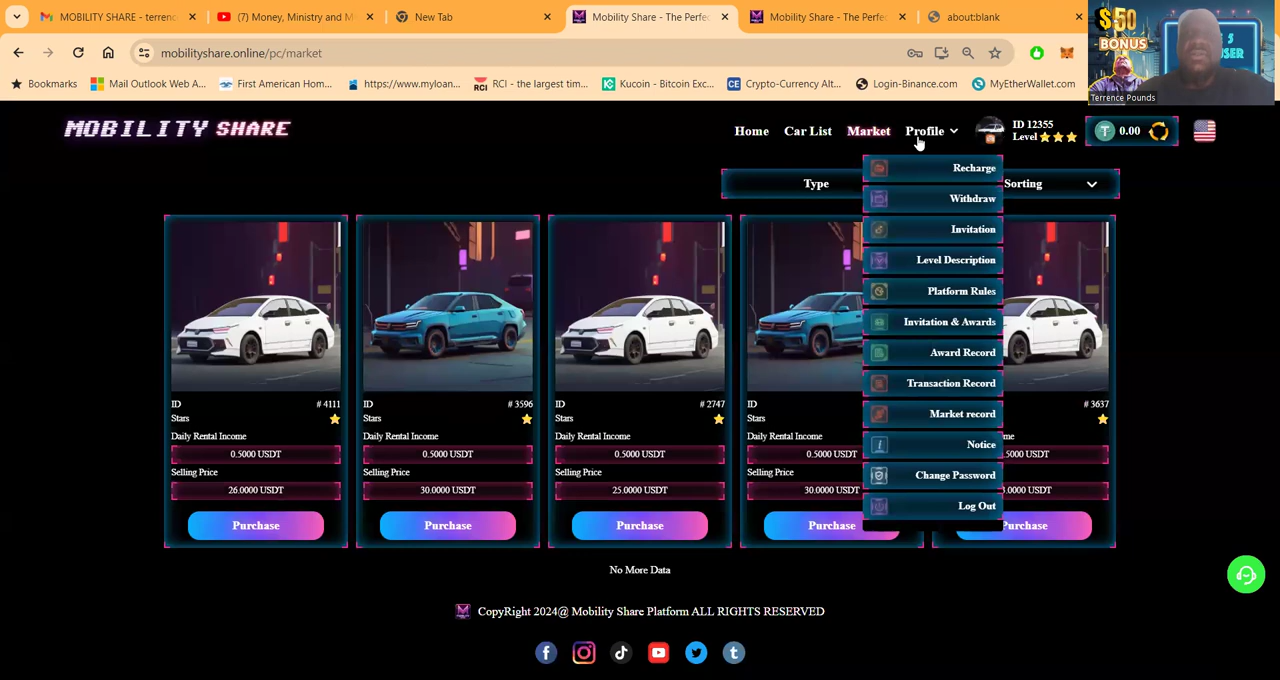 MOBILITY SHARE - terrenc
(7) Money, Ministry and M
New Tab
Mobility Share - The Perfec
Mobility Share - The Perfec
about:blank
mobilityshare.online/pc/market
Bookmarks
Mail Outlook Web A...
First American Hom...
https://www.myloan...
RCI - the largest tim...
Kucoin - Bitcoin Exc...
Crypto-Currency Alt...
Login-Binance.com
MyEtherWallet.com
$50
BONUS
5
USER
Terrence Pounds
MOBILITY SHARE
Home Car List Market Profile
ID 12355
Level
0.00
Type
Sorting
Recharge
Withdraw
Invitation
Level Description
Platform Rules
Invitation & Awards
Award Record
Transaction Record
Market record
Notice
Change Password
Log Out
ID # 4111
Stars
Daily Rental Income
0.5000 USDT
Selling Price
26.0000 USDT
Purchase
ID # 3596
Stars
Daily Rental Income
0.5000 USDT
Selling Price
30.0000 USDT
Purchase
ID # 2747
Stars
Daily Rental Income
0.5000 USDT
Selling Price
25.0000 USDT
Purchase
ID
Stars
Daily Rental Income
0.5000 USDT
Selling Price
30.0000 USDT
Purchase
# 3637
.0000 USDT
Purchase
No More Data
CopyRight 2024@ Mobility Share Platform ALL RIGHTS RESERVED